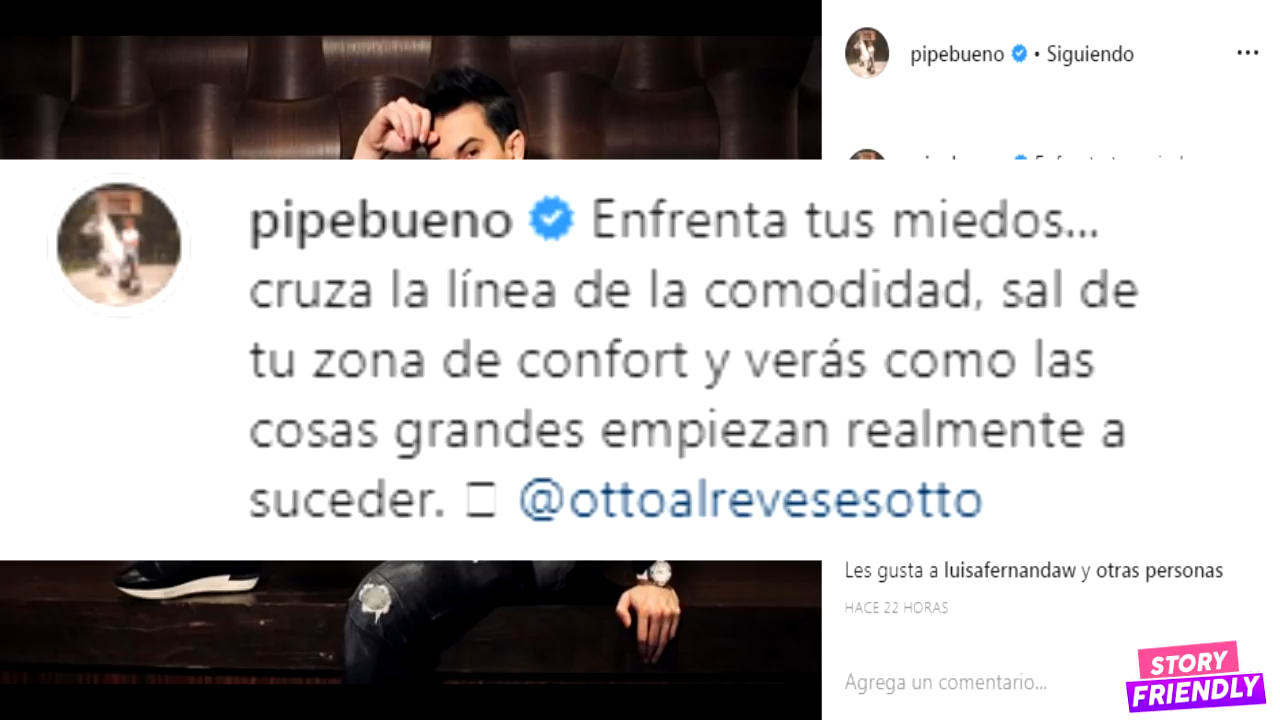 pipebueno • Siguiendo
pipebueno Enfrenta tus miedos...
cruza la línea de la comodidad, sal de
tu zona de confort y verás como las
cosas grandes empiezan realmente a
suceder. @ottoalrevesesotto
Les gusta a luisafernandaw y otras personas
HACE 22 HORAS
Agrega un comentario...
STORY
FRIENDLY